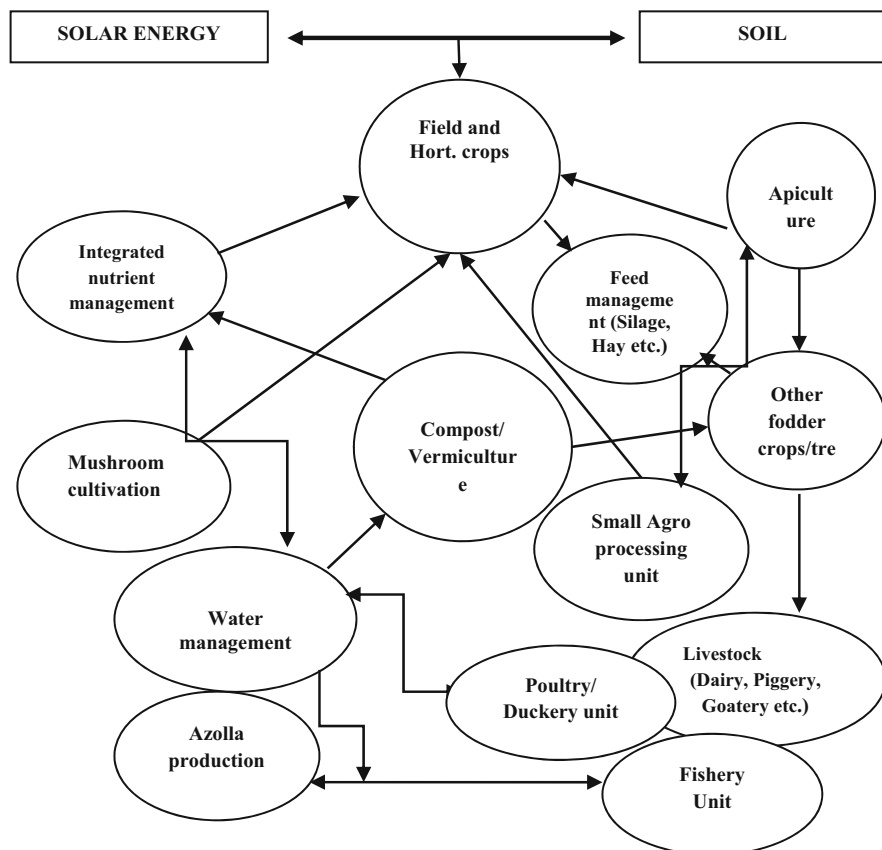 SOLAR ENERGY
SOIL
Field and
Hort. crops
Apicult
ure
Integrated
nutrient
management
Feed
manageme
nt (Silage,
Hay etc.)
Other
fodder
crops/tre
Compost/
Vermicultur
e
Mushroom
cultivation
Small Agro
processing
unit
Water
management
Livestock
(Dairy, Piggery,
Goatery etc.)
Poultry/
Duckery unit
Azolla
production
Fishery
Unit